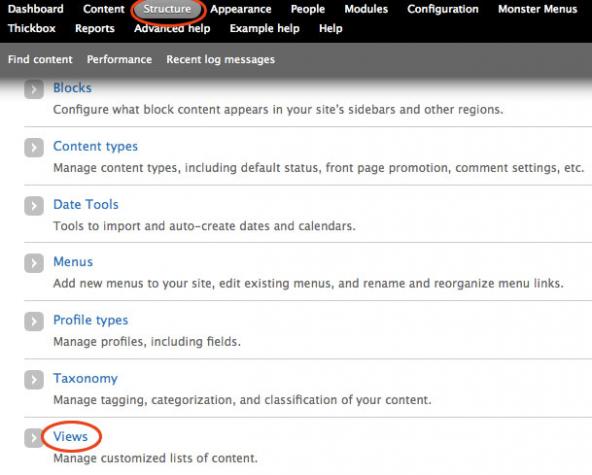 Dashboard Content Structure Appearance People Modules Configuration Monster Menus
Thickbox Reports Advanced help Example help Help
Find content Performance Recent log messages
Blocks
Configure what block content appears in your site's sidebars and other regions.
Content types
Manage content types, including default status, front page promotion, comment settings, etc.
Date Tools
Tools to import and auto-create dates and calendars.
Menus
Add new menus to your site, edit existing menus, and rename and reorganize menu links.
Profile types
Manage profiles, including fields.
Taxonomy
Manage tagging, categorization, and classification of your content.
Views
Manage customized lists of content.